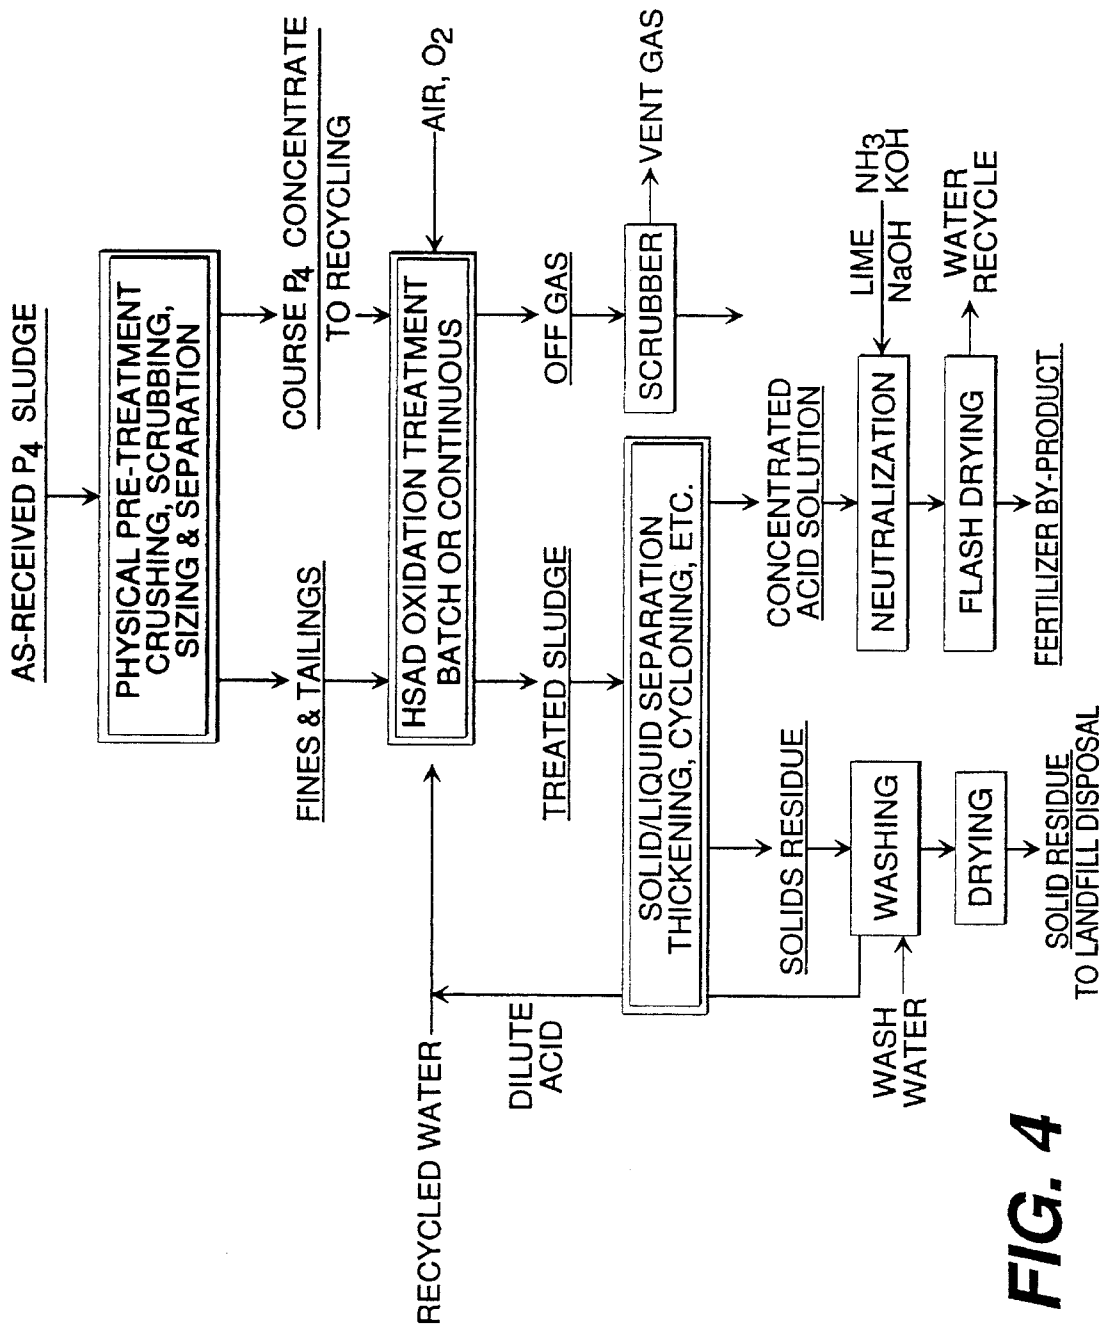 AS-RECEIVED P4 SLUDGE
PHYSICAL PRE-TREATMENT
CRUSHING, SCRUBBING,
SIZING & SEPARATION
FINES & TAILINGS
COURSE P4 CONCENTRATE
TO RECYCLING
RECYCLED WATER
HSAD OXIDATION TREATMENT
BATCH OR CONTINUOUS
AIR, O2
DILUTE
ACID
TREATED SLUDGE
OFF GAS
SOLID/LIQUID SEPARATION
THICKENING, CYCLONING, ETC.
SCRUBBER
VENT GAS
SOLIDS RESIDUE
CONCENTRATED
ACID SOLUTION
WASH
WATER
WASHING
NEUTRALIZATION
LIME NH3
NaOH KOH
DRYING
FLASH DRYING
WATER
RECYCLE
SOLID RESIDUE
TO LANDFILL DISPOSAL
FERTILIZER BY-PRODUCT
FIG. 4